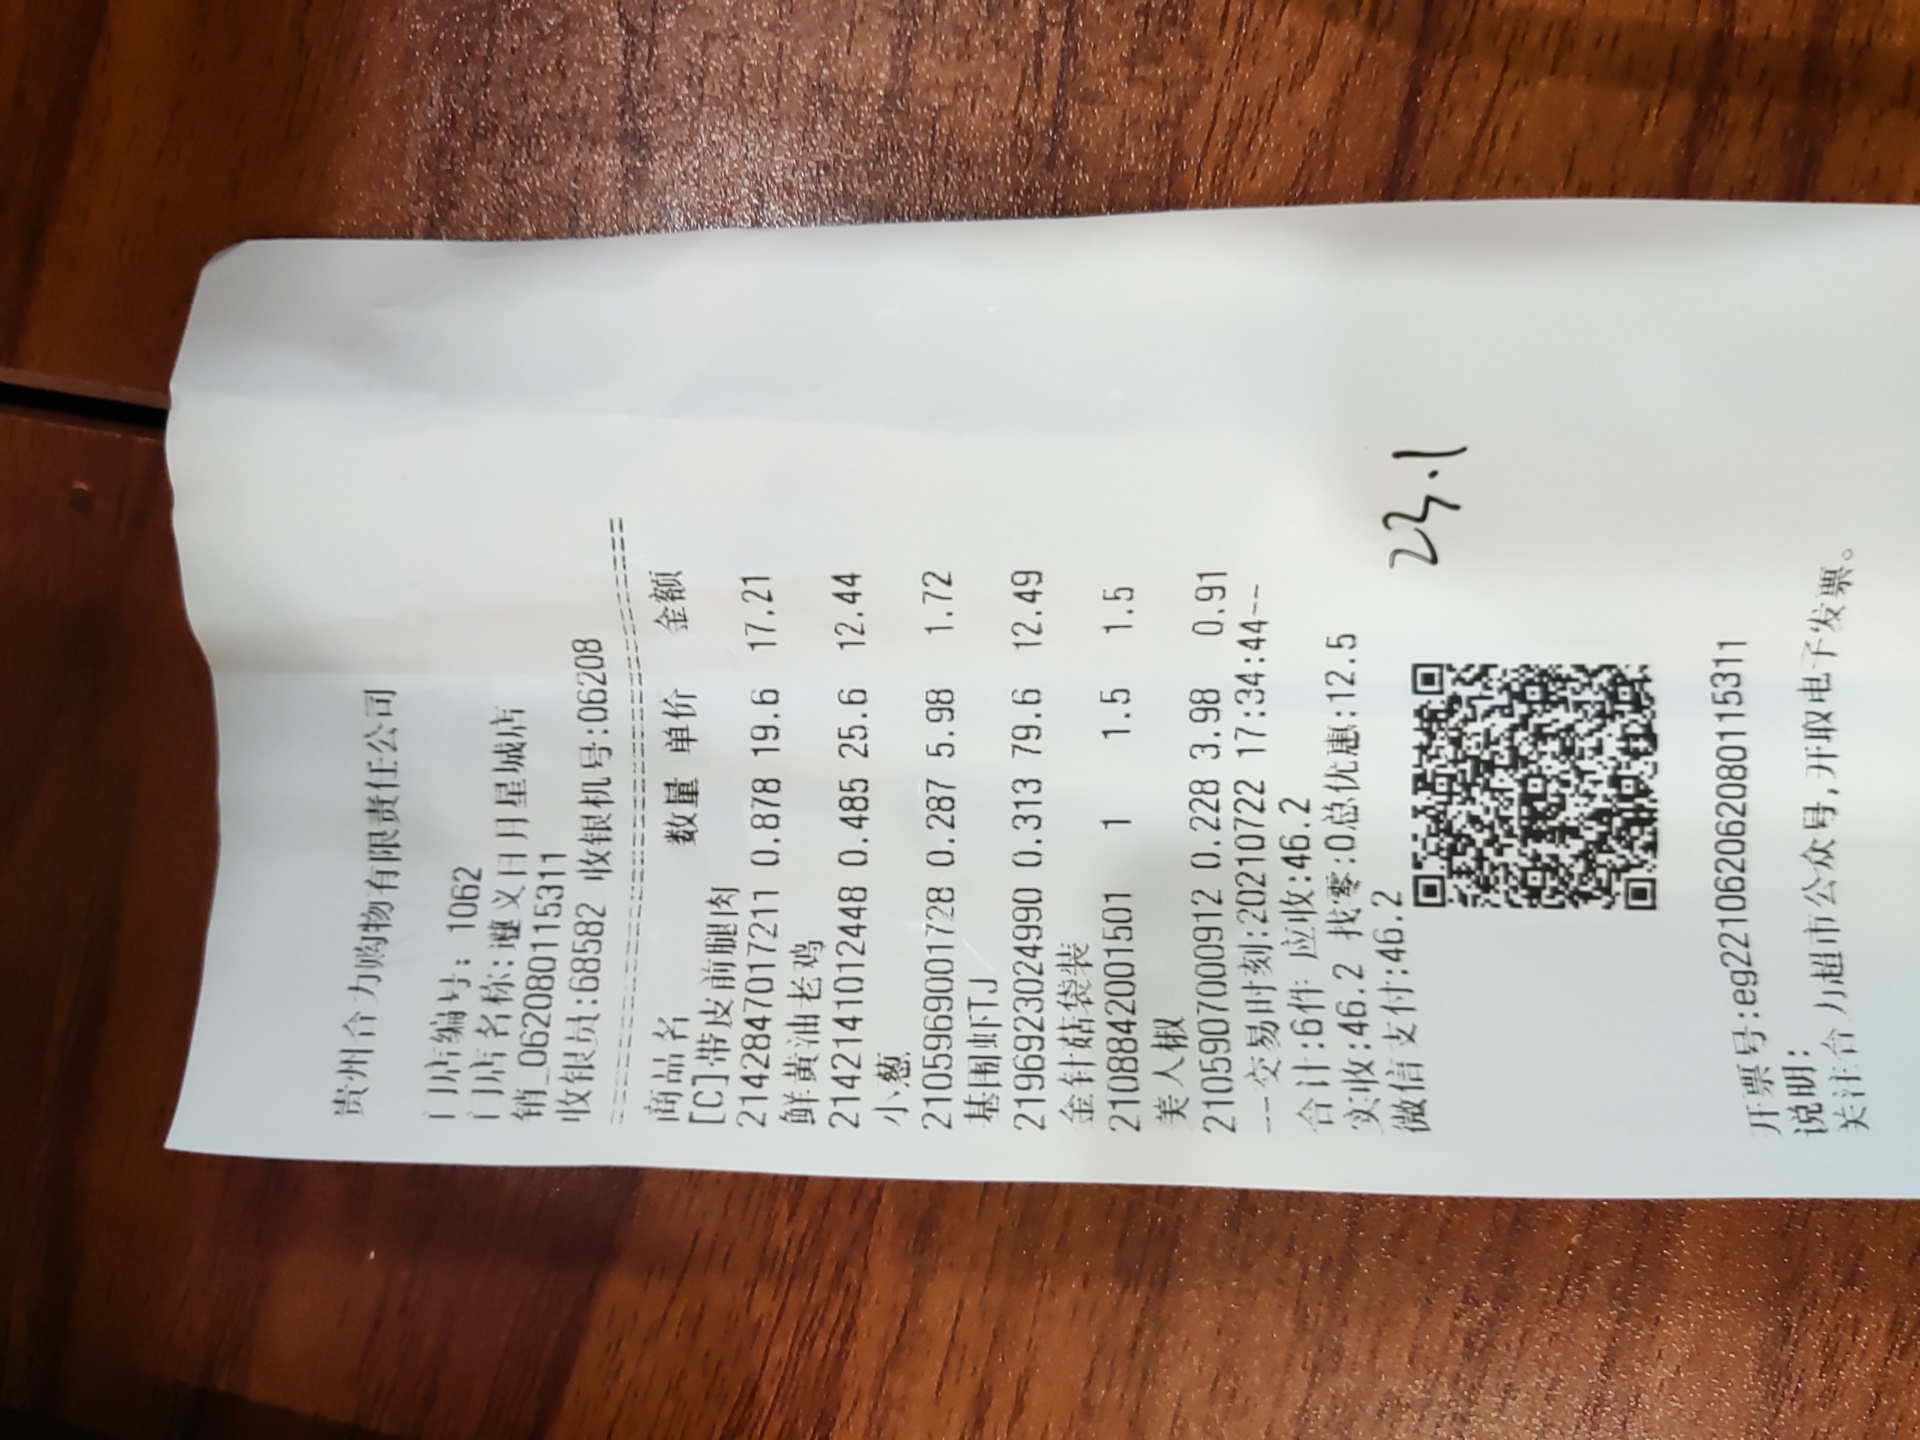 贵州合力购物有限责任公司
门店编号: 1062
门店名称:遵义日月星城店
销_062080115311
收银员:68582 收银机号:06208
==========================================
商品名 数量 单价 金额
[C]带皮前腿肉
2142847017211 0.878 19.6 17.21
鲜黄油老鸡
2142141012448 0.485 25.6 12.44
小葱
2105969001728 0.287 5.98 1.72
基围虾TJ
2196923024990 0.313 79.6 12.49
金针菇袋装
2108842001501 1 1.5 1.5
美人椒
2105907000912 0.228 3.98 0.91
---交易时刻:20210722 17:34:44--
合计:6件 应收:46.2
实收:46.2 找零:0总优惠:12.5
微信支付:46.2
23.1
开票号:eg22106206208011531​1
说明:
关注合力超市公众号,开取电子发票。